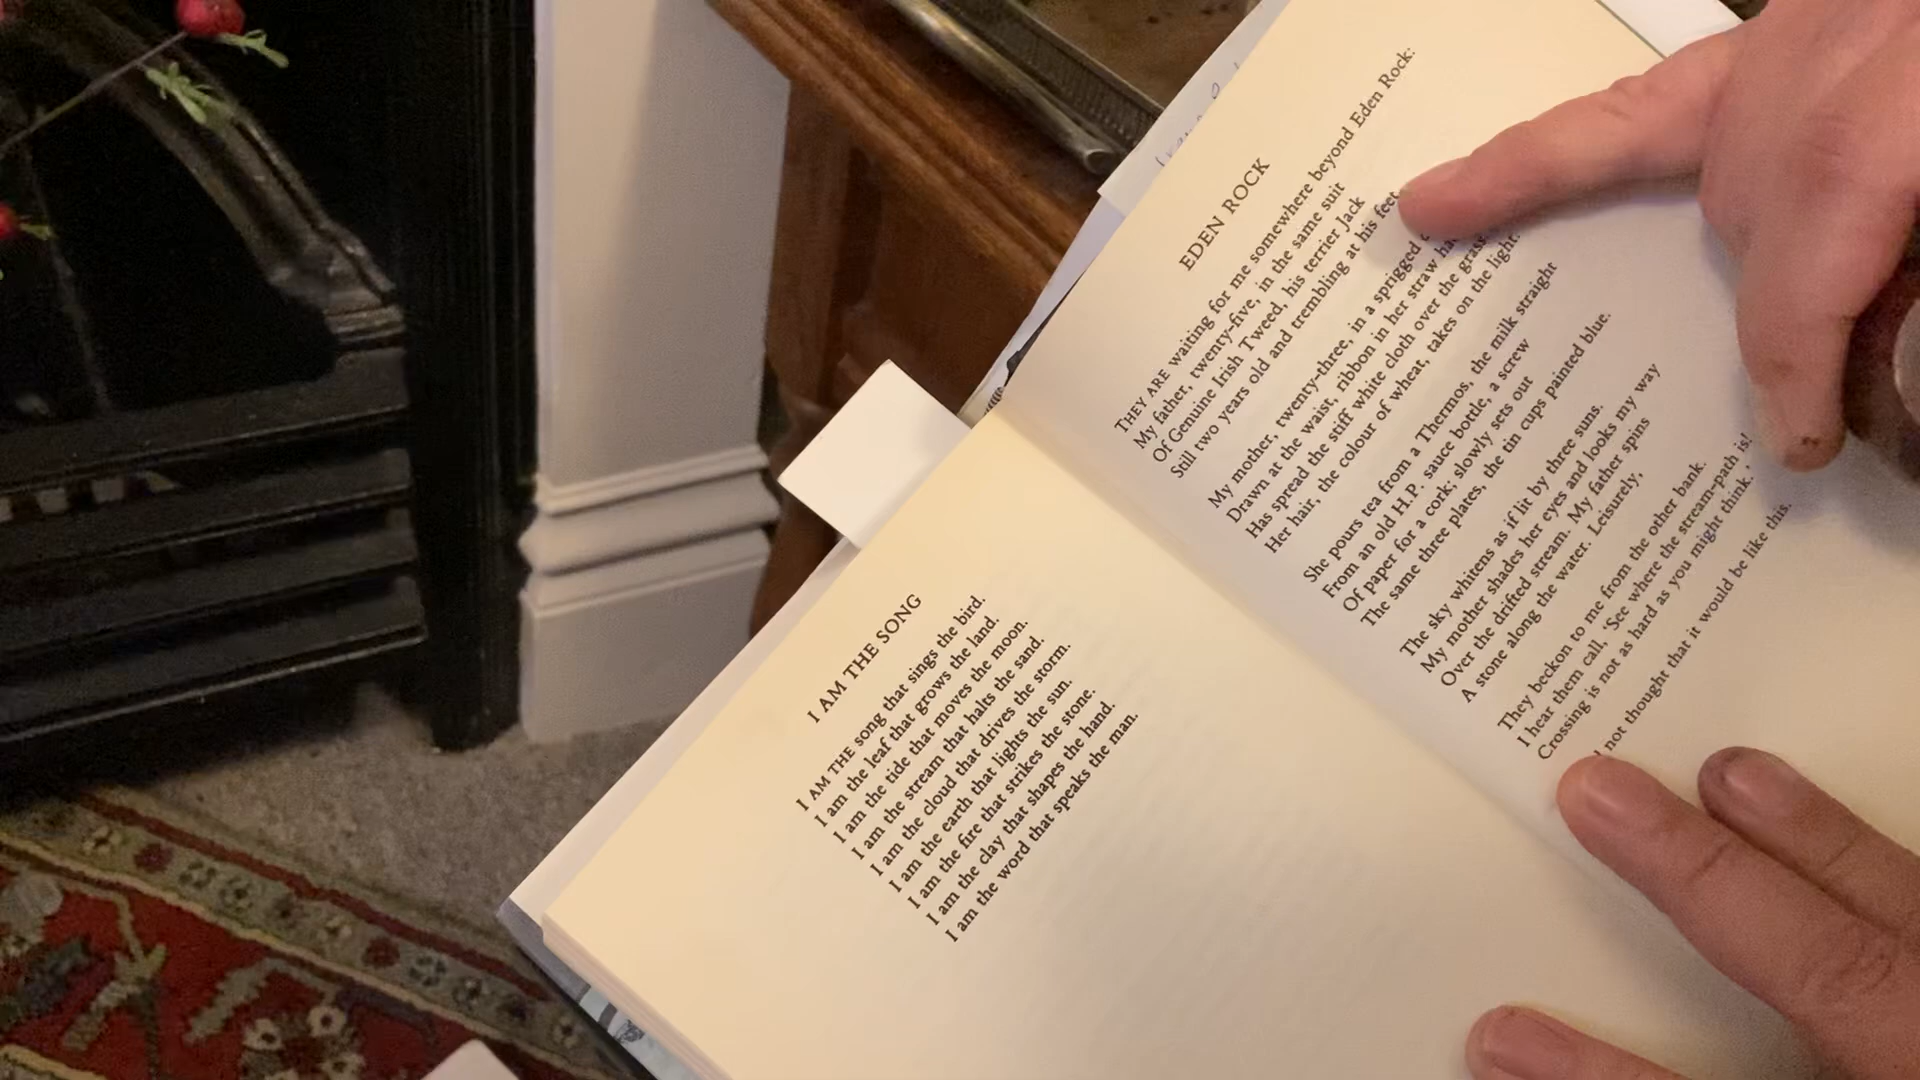 I AM THE SONG
I AM THE song that sings the bird.
I am the leaf that grows the land.
I am the tide that moves the moon.
I am the stream that halts the sand.
I am the cloud that drives the storm.
I am the earth that lights the sun.
I am the fire that strikes the stone.
I am the clay that shapes the hand.
I am the word that speaks the man.
EDEN ROCK
THEY ARE waiting for me somewhere beyond Eden Rock:
My father, twenty-five, in the same suit
Of Genuine Irish Tweed, his terrier Jack
Still two years old and trembling at his feet
My mother, twenty-three, in a sprigged
Drawn at the waist, ribbon in her straw
Has spread the stiff white cloth over the grass
Her hair, the colour of wheat, takes on the light.
She pours tea from a Thermos, the milk straight
From an old H.P. sauce bottle, a screw
Of paper for a cork; slowly sets out
The same three plates, the tin cups painted blue.
The sky whitens as if lit by three suns.
My mother shades her eyes and looks my way
Over the drifted stream. My father spins
A stone along the water. Leisurely,
They beckon to me from the other bank.
I hear them call, 'See where the stream-path is!
Crossing is not as hard as you might think.'
not thought that it would be like this.